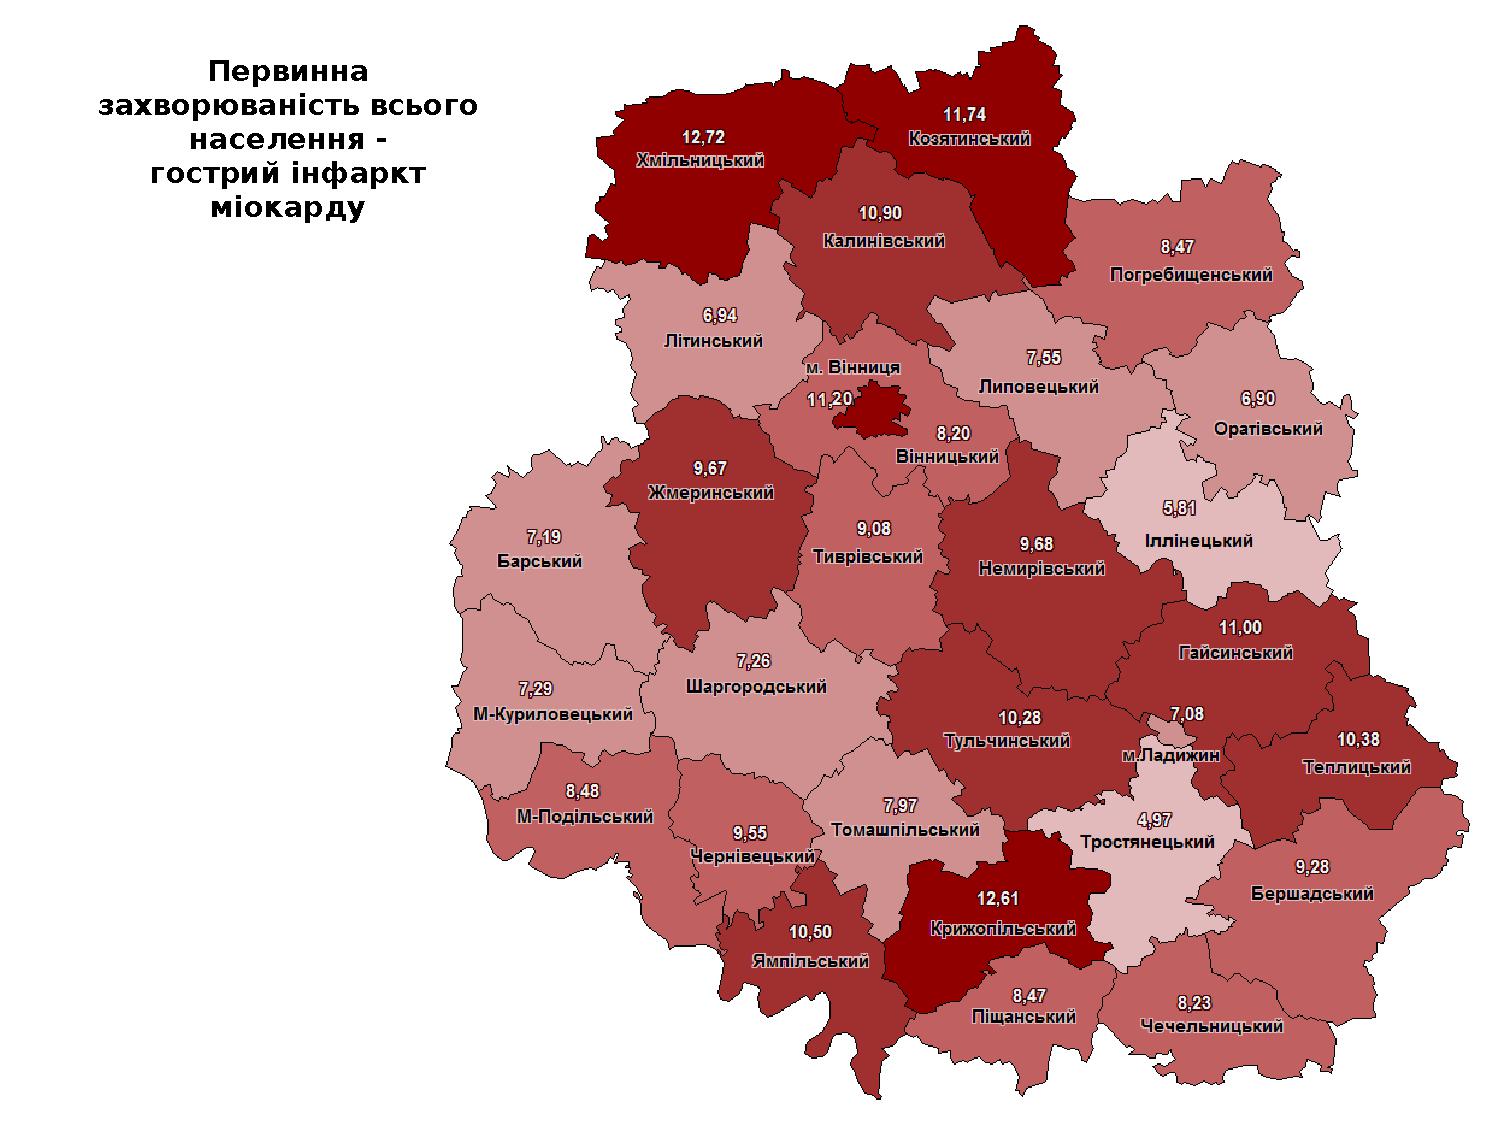 Первинна
захворюваність всього
населення -
гострий інфаркт
міокарду
11,74
Козятинський
12,72
Хмільницький
10,90
Калинівський
8,47
Погребищенський
6,94
Літинський
7,55
Липовецький
м. Вінниця
11,20
6,90
Оратівський
8,20
Вінницький
9,67
Жмеринський
5,81
Іллінецький
7,19
Барський
9,08
Тиврівський
9,68
Немирівський
11,00
Гайсинський
7,26
Шаргородський
7,29
М-Куриловецький
10,28
Тульчинський
7,08
м.Ладижин
10,38
Теплицький
8,48
М-Подільський
7,97
Томашпільський
9,55
Чернівецький
4,97
Тростянецький
9,28
Бершадський
12,61
Крижопільський
10,50
Ямпільський
8,47
Піщанський
8,23
Чечельницький